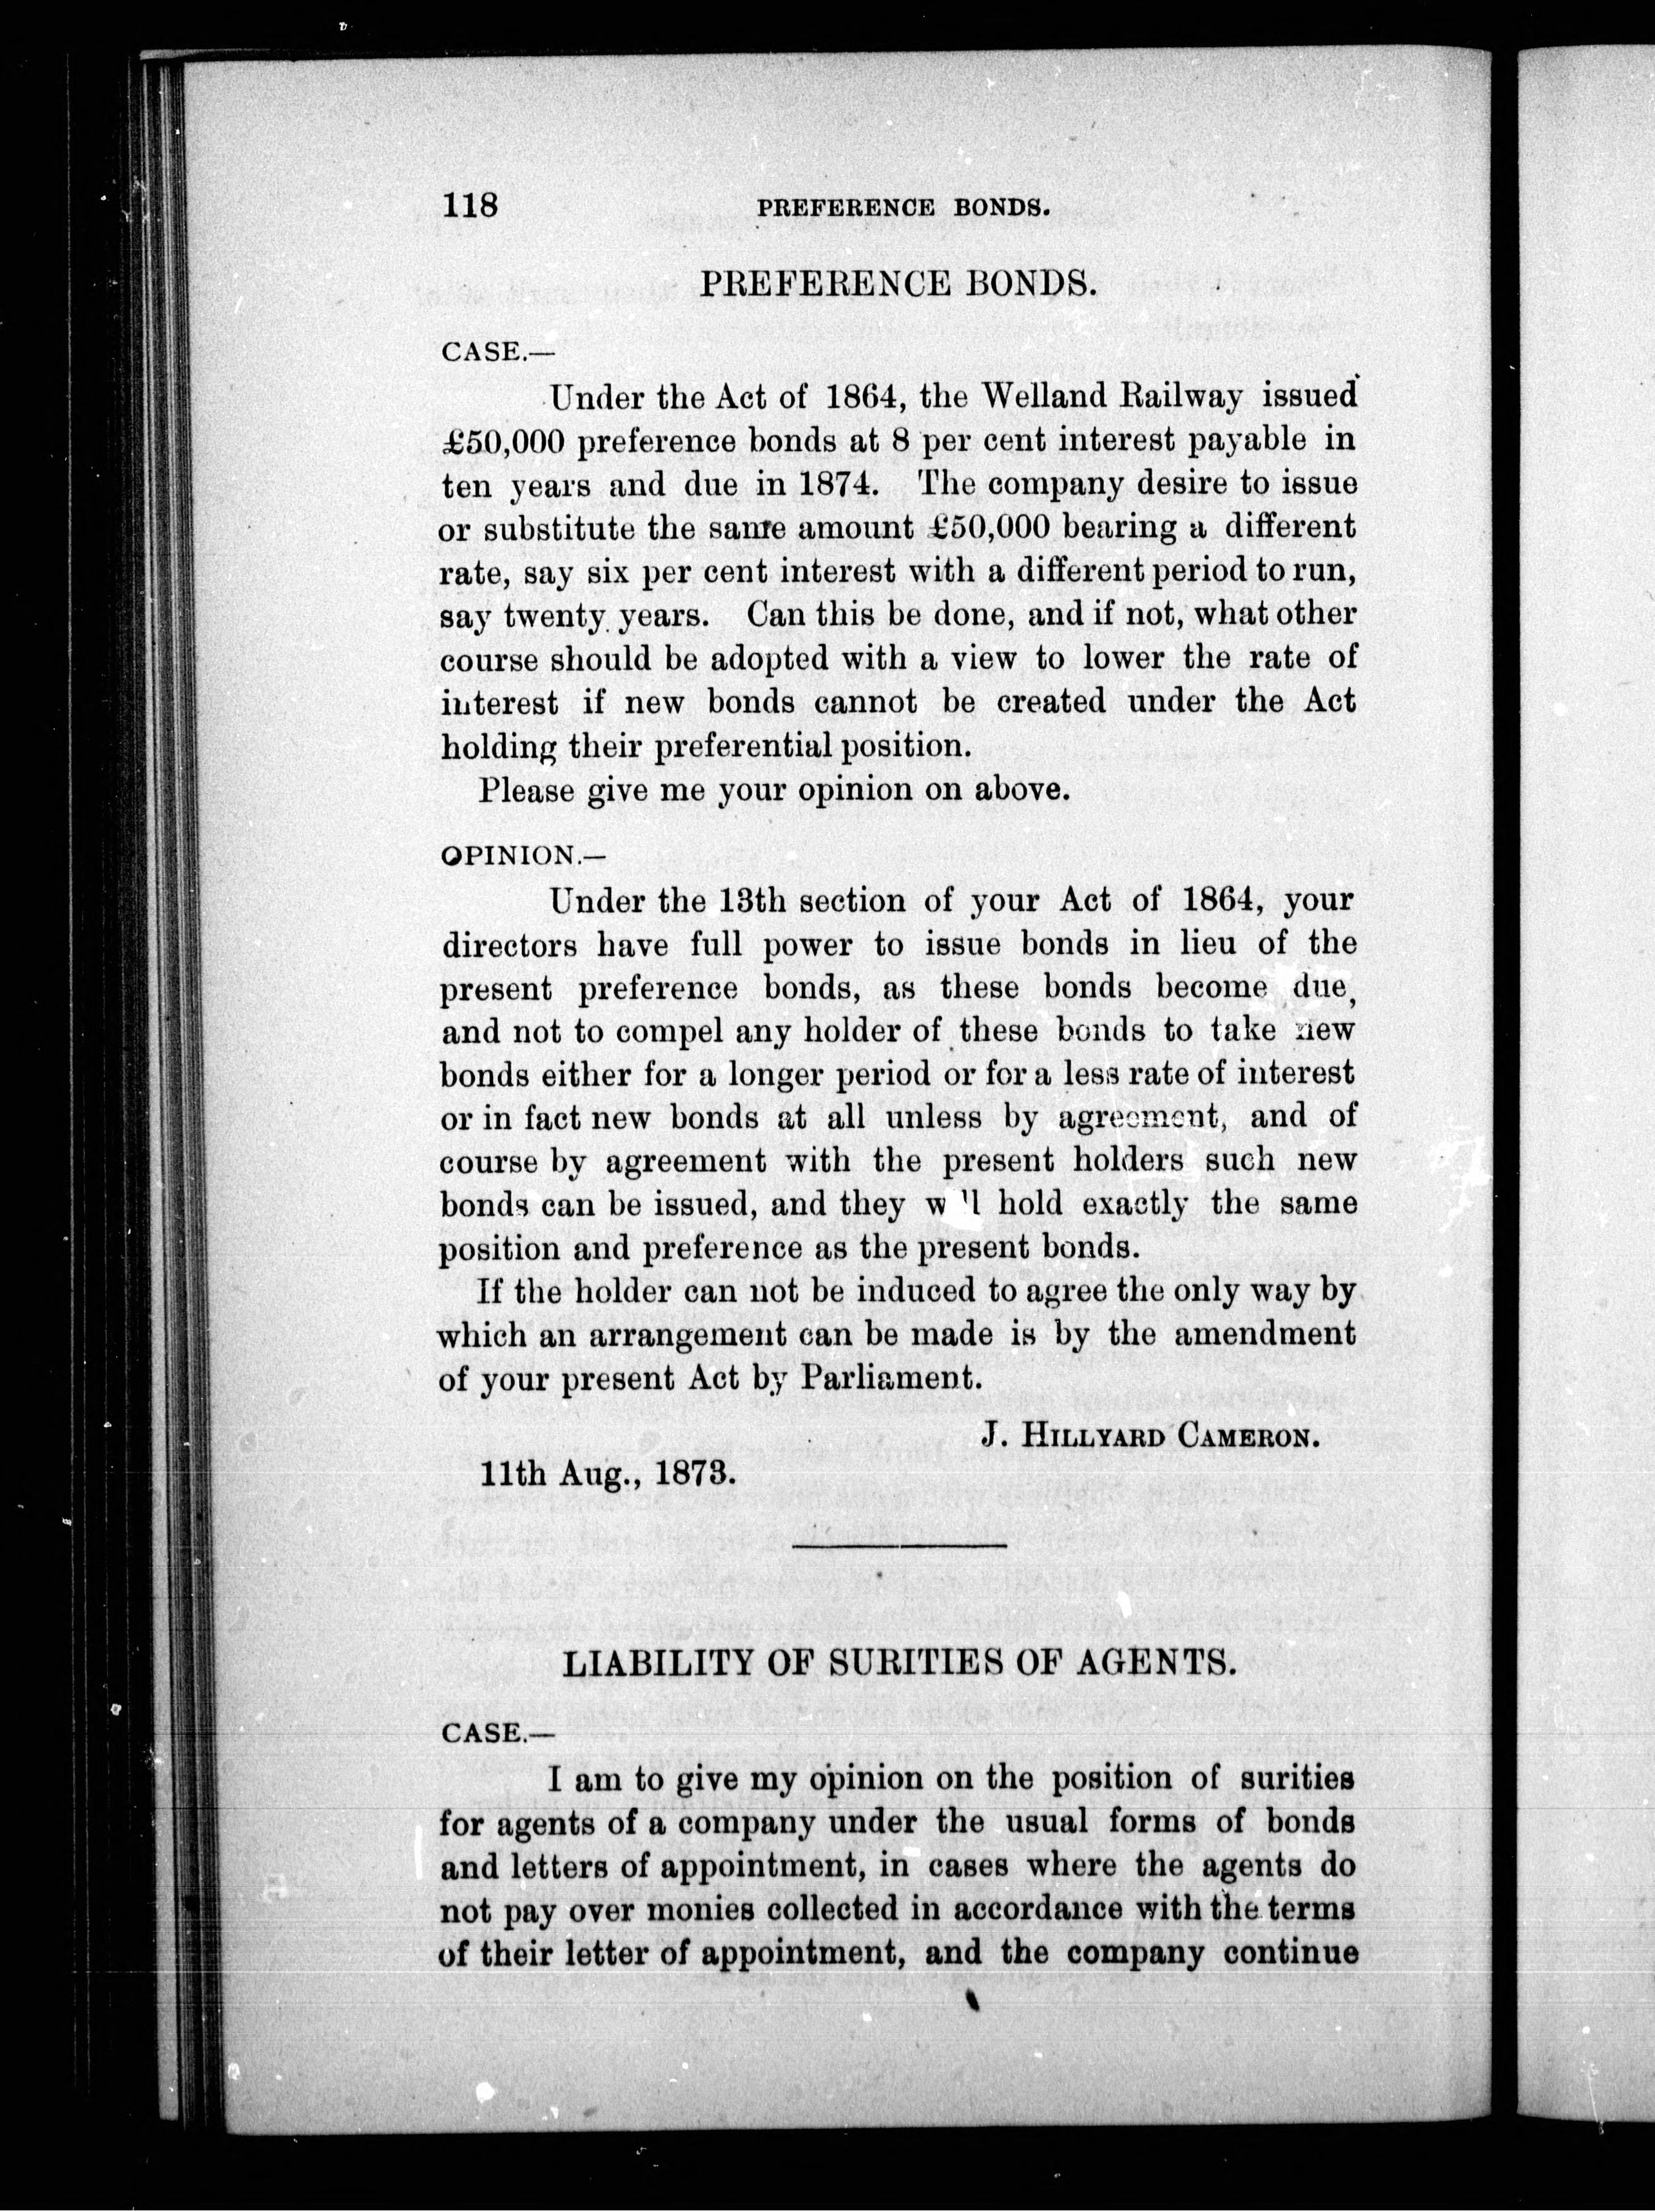 118 PREFERENCE BONDS.
PREFERENCE BONDS.
CASE.—
Under the Act of 1864, the Welland Railway issued
£50,000 preference bonds at 8 per cent interest payable in
ten years and due in 1874. The company desire to issue
or substitute the same amount £50,000 bearing a different
rate, say six per cent interest with a different period to run,
say twenty years. Can this be done, and if not, what other
course should be adopted with a view to lower the rate of
interest if new bonds cannot be created under the Act
holding their preferential position.
Please give me your opinion on above.
OPINION.—
Under the 13th section of your Act of 1864, your
directors have full power to issue bonds in lieu of the
present preference bonds, as these bonds become due,
and not to compel any holder of these bonds to take new
bonds either for a longer period or for a less rate of interest
or in fact new bonds at all unless by agreement, and of
course by agreement with the present holders such new
bonds can be issued, and they will hold exactly the same
position and preference as the present bonds.
If the holder can not be induced to agree the only way by
which an arrangement can be made is by the amendment
of your present Act by Parliament.
J. HILLYARD CAMERON.
11th Aug., 1873.
LIABILITY OF SURITIES OF AGENTS.
CASE.—
I am to give my opinion on the position of surities
for agents of a company under the usual forms of bonds
and letters of appointment, in cases where the agents do
not pay over monies collected in accordance with the terms
of their letter of appointment, and the company continue